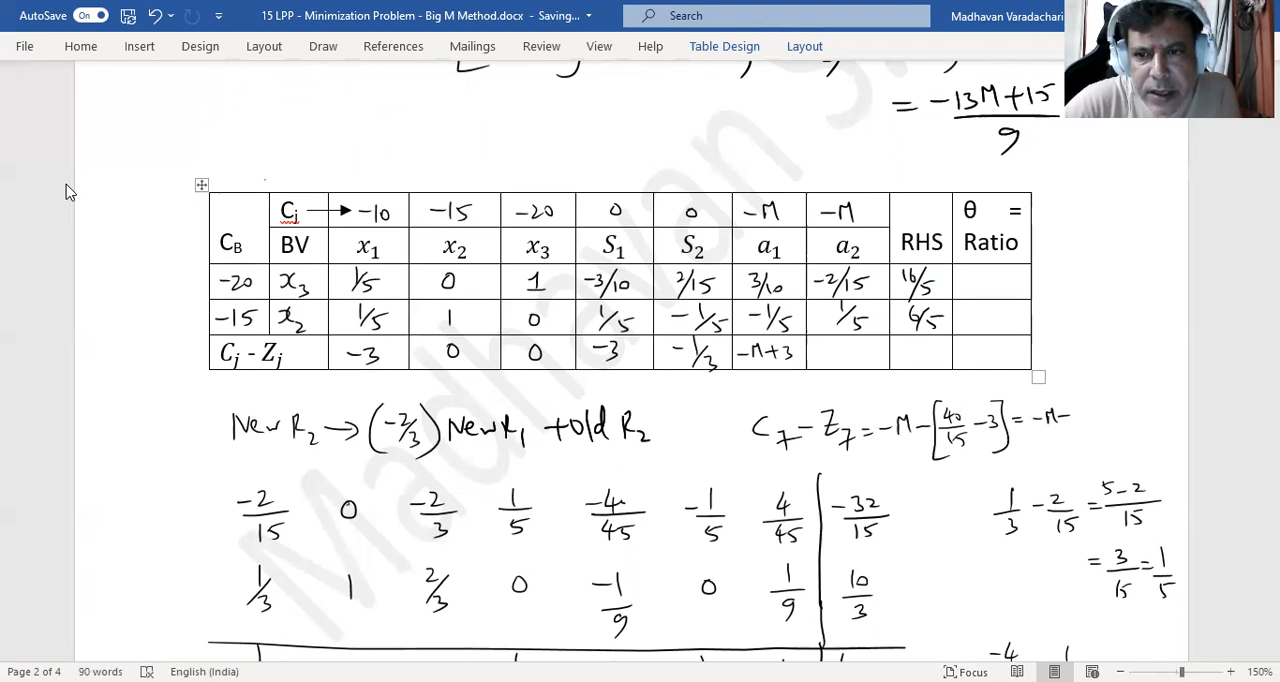 AutoSave On 15 LPP - Minimization Problem - Big M Method.docx - Saving... Search Madhavan Varadachari
File Home Insert Design Layout Draw References Mailings Review View Help Table Design Layout
= -13M+15
9
C_B C_j → -10 -15 -20 0 0 -M -M RHS θ = Ratio
BV x₁ x₂ x₃ S₁ S₂ a₁ a₂
-20 x₃ 1/5 0 1 -3/10 2/15 3/10 -2/15 16/5
-15 x₂ 1/5 1 0 1/5 -1/5 -1/5 1/5 6/5
C_j - Z_j -3 0 0 -3 -1/3 -M+3
New R₂ → (-2/3) New R₁ + Old R₂
C₇ - Z₇ = -M - [40/15 - 3] = -M -
-2/15 0 -2/3 1/5 -4/45 -1/5 4/45 -32/15
1/3 - 2/15 = 5-2/15
= 3/15 = 1/5
1/3 1 2/3 0 -1/9 0 1/9 10/3
-4
Madhavan
Page 2 of 4 90 words English (India) Focus 150%